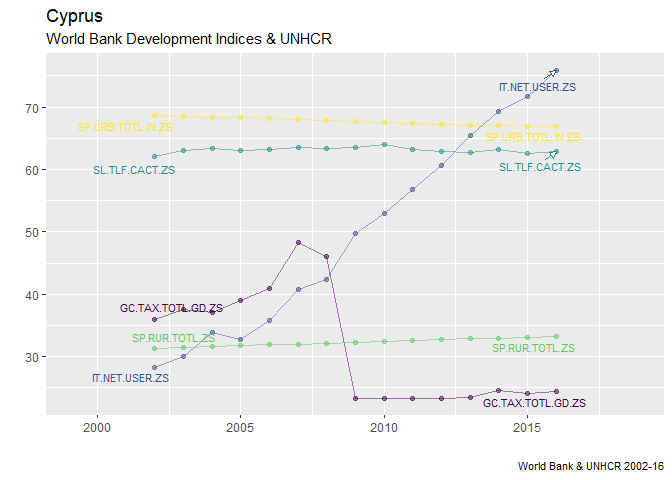 Cyprus
World Bank Development Indices & UNHCR
70
60
50
40
30
IT.NET.USER.ZS
SP.URB.TOTL.IN.ZS
SP.URB.TOTL.IN.ZS
SL.TLF.CACT.ZS
SL.TLF.CACT.ZS
GC.TAX.TOTL.GD.ZS
SP.RUR.TOTL.ZS
SP.RUR.TOTL.ZS
IT.NET.USER.ZS
GC.TAX.TOTL.GD.ZS
2000
2005
2010
2015
World Bank & UNHCR 2002-16